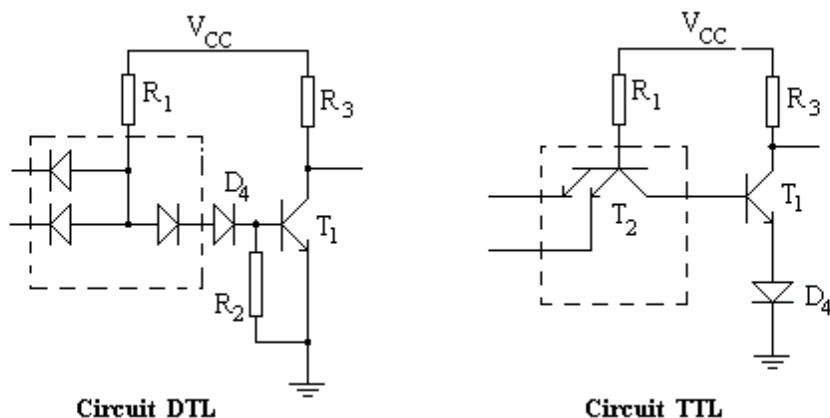 V_CC
R_1
R_3
D_4
T_1
R_2
Circuit DTL
V_CC
R_1
R_3
T_2
T_1
D_4
Circuit TTL